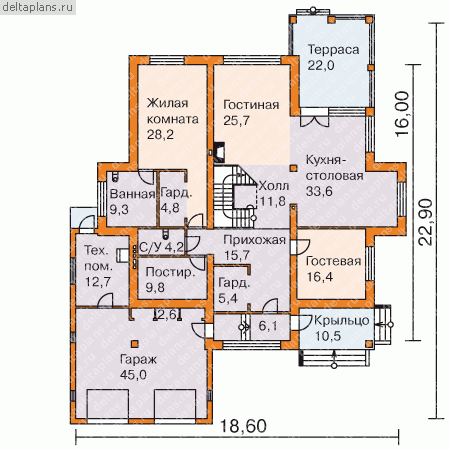 deltaplans.ru
Терраса
22,0
Жилая
комната
28,2
Гостиная
25,7
16,00
Кухня-
столовая
33,6
Ванная
9,3
Гард.
4,8
Холл
11,8
22,90
С/У 4,2
Прихожая
15,7
Тех.
пом.
12,7
Постир.
9,8
Гард.
5,4
Гостевая
16,4
2,6
6,1
Крыльцо
10,5
Гараж
45,0
18,60